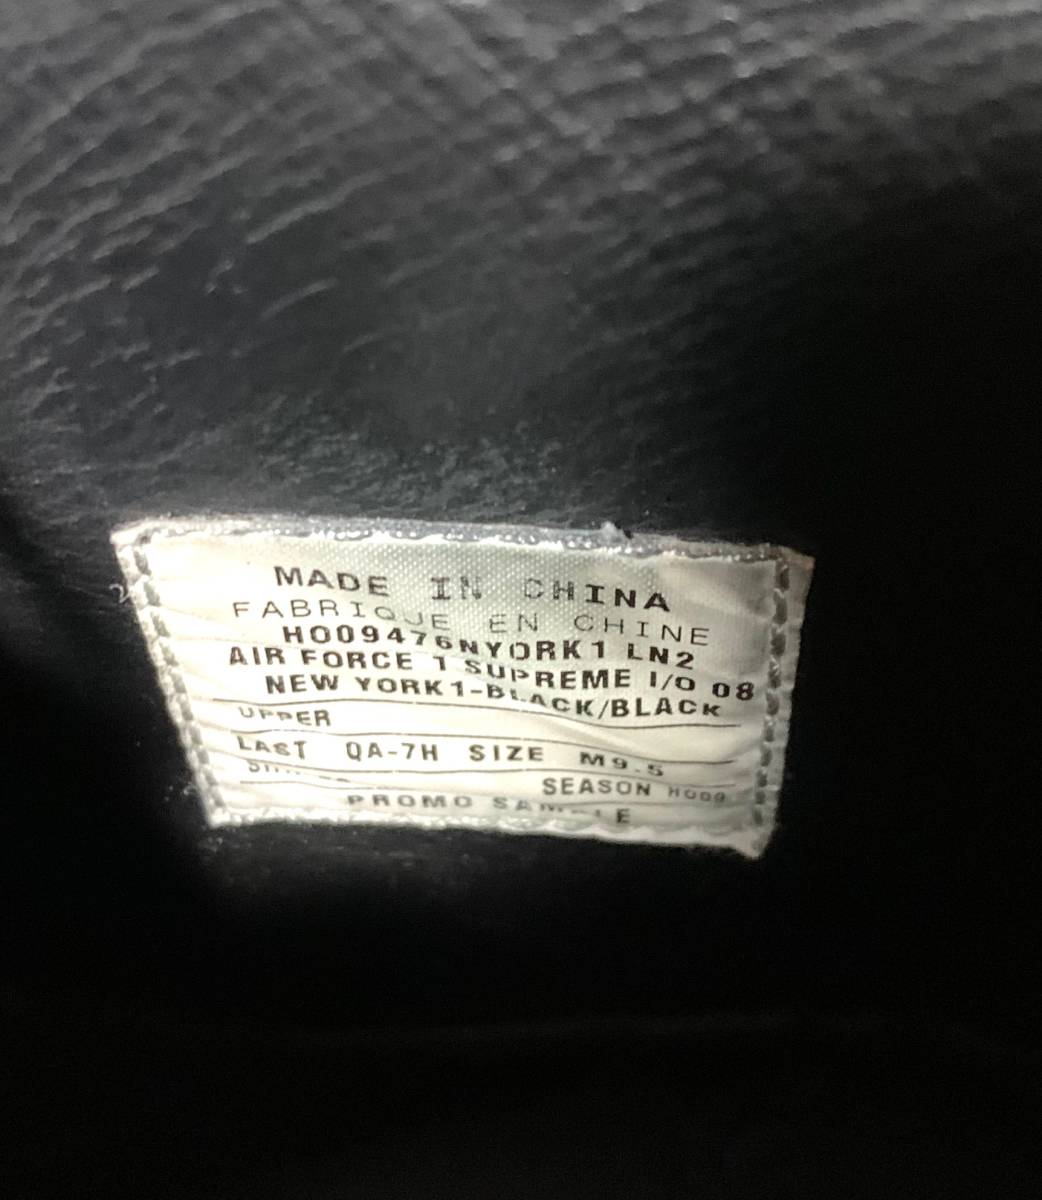 MADE IN CHINA
FABRIQUE EN CHINE
HO09476NYORK1 LN2
AIR FORCE 1 SUPREME I/O 08
NEW YORK1-BLACK/BLACK
UPPER
LAST QA-7H SIZE M9.5
SEASON HO09
PROMO SAMPLE